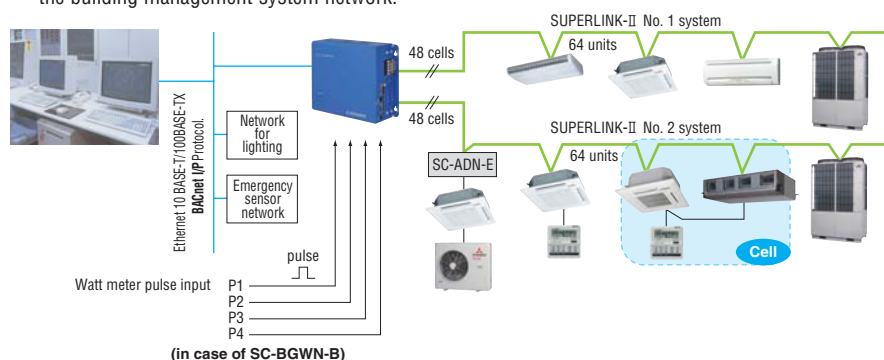 the building management system network.
SUPERLINK-Ⅱ No. 1 system
48 cells
64 units
48 cells
SUPERLINK-Ⅱ No. 2 system
64 units
Ethernet 10 BASE-T/100BASE-TX
BACnet I/P Protocol.
Network
for
lighting
Emergency
sensor
network
SC-ADN-E
Cell
pulse
Watt meter pulse input
P1
P2
P3
P4
(in case of SC-BGWN-B)